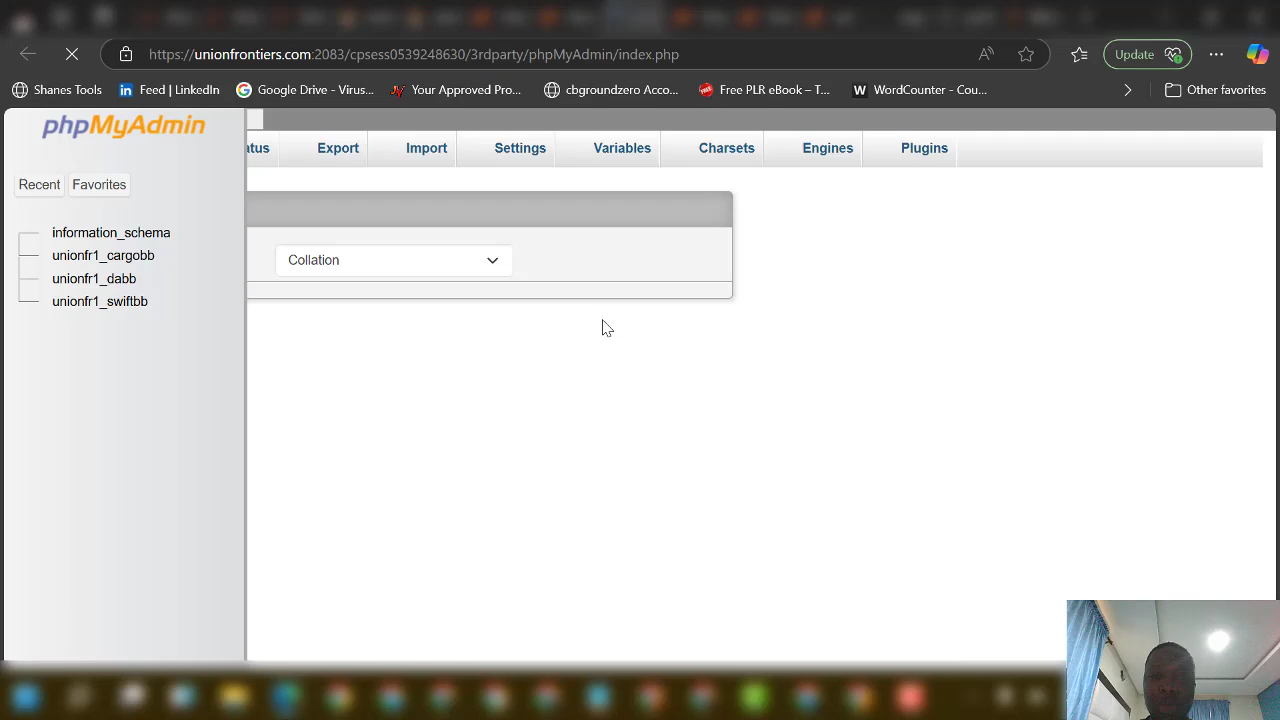 https://unionfrontiers.com:2083/cpsess0539248630/3rdparty/phpMyAdmin/index.php
Update
Shanes Tools
Feed | LinkedIn
Google Drive - Virus...
Your Approved Pro...
cbgroundzero Acco...
Free PLR eBook – T...
WordCounter - Cou...
Other favorites
phpMyAdmin
atus
Export
Import
Settings
Variables
Charsets
Engines
Plugins
Recent
Favorites
information_schema
unionfr1_cargobb
unionfr1_dabb
unionfr1_swiftbb
Collation